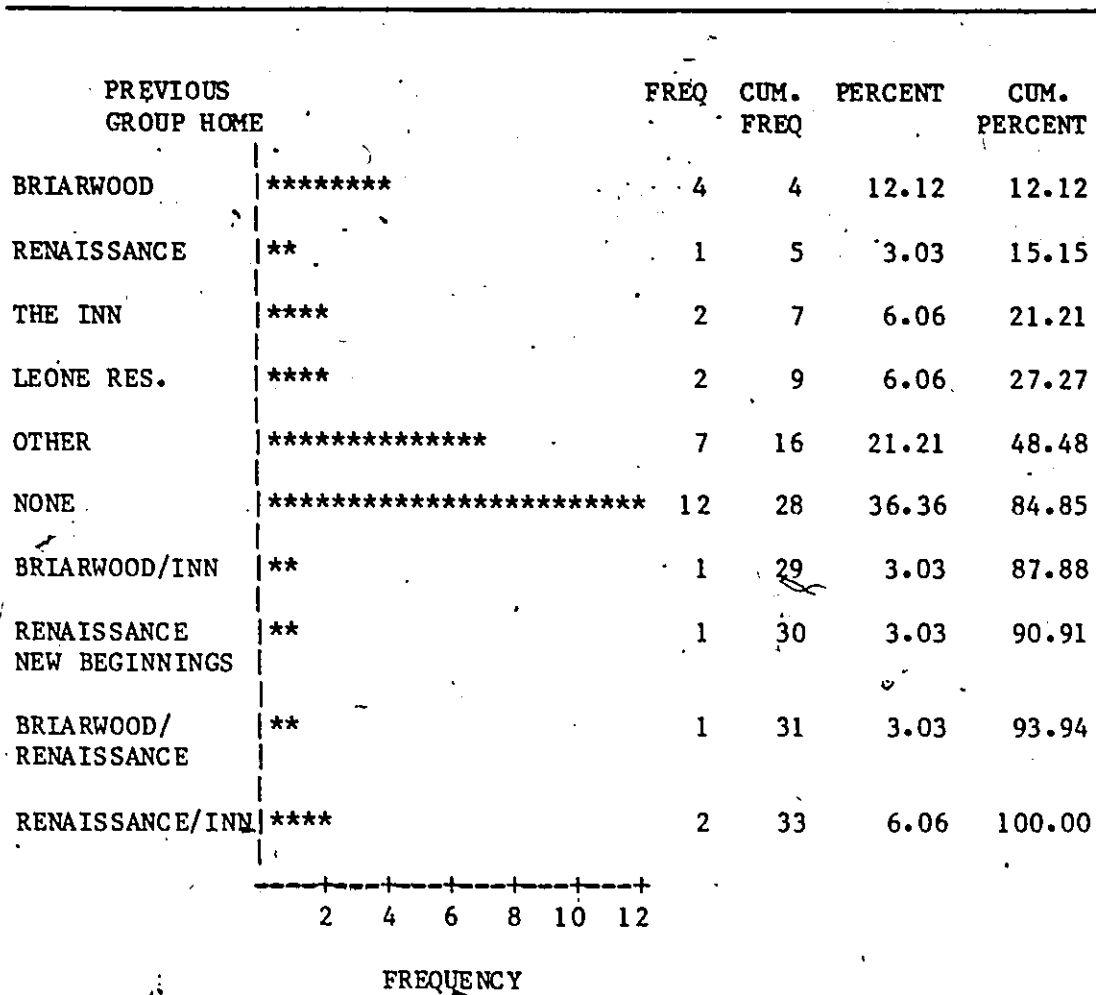 PREVIOUS FREQ CUM. PERCENT CUM.
GROUP HOME FREQ PERCENT
BRIARWOOD |******** 4 4 12.12 12.12
RENAISSANCE |** 1 5 3.03 15.15
THE INN |**** 2 7 6.06 21.21
LEONE RES. |**** 2 9 6.06 27.27
OTHER |************** 7 16 21.21 48.48
NONE |************************ 12 28 36.36 84.85
BRIARWOOD/INN |** 1 29 3.03 87.88
RENAISSANCE |** 1 30 3.03 90.91
NEW BEGINNINGS
BRIARWOOD/ |** 1 31 3.03 93.94
RENAISSANCE
RENAISSANCE/INN|**** 2 33 6.06 100.00
-----+---+---+---+---+---+
2 4 6 8 10 12
FREQUENCY